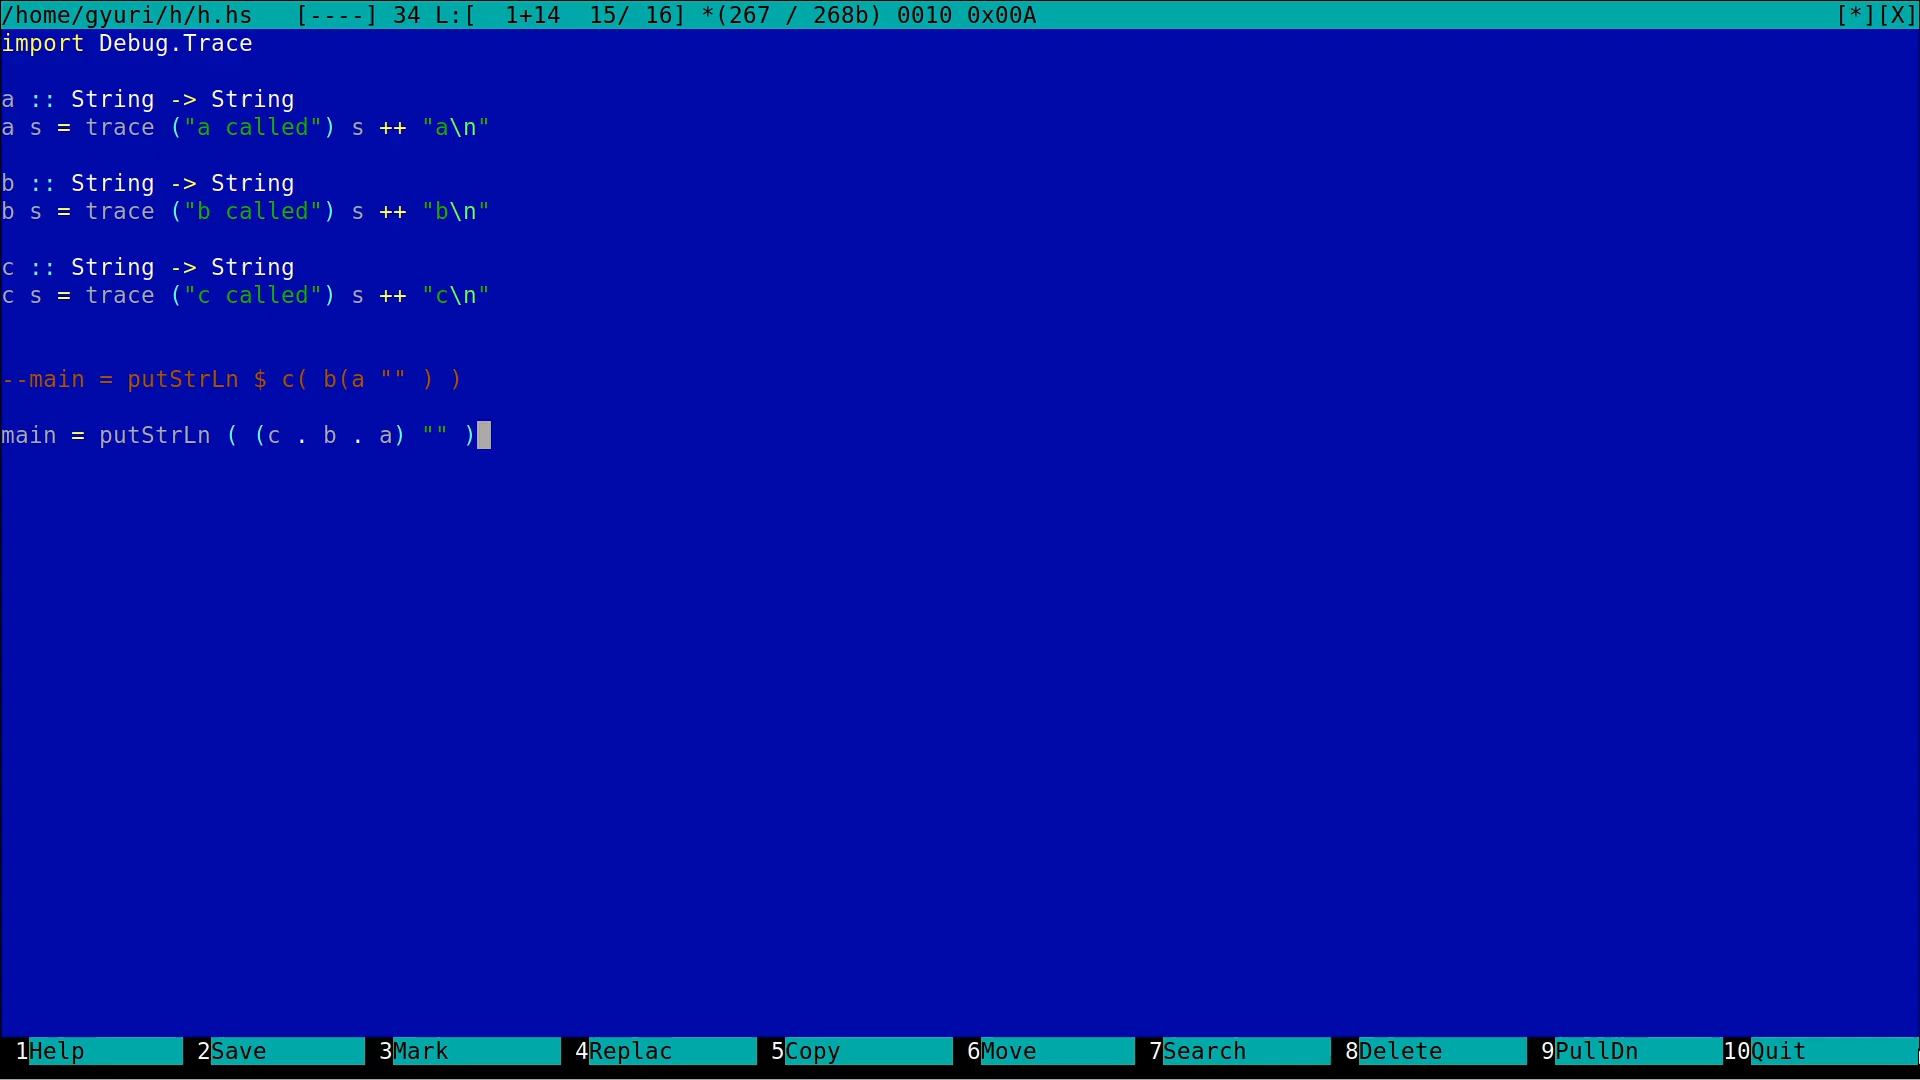 /home/gyuri/h/h.hs   [----] 34 L:[  1+14  15/ 16] *(267 / 268b) 0010 0x00A [*][X]
import Debug.Trace
a :: String -> String
a s = trace ("a called") s ++ "a\n"
b :: String -> String
b s = trace ("b called") s ++ "b\n"
c :: String -> String
c s = trace ("c called") s ++ "c\n"
--main = putStrLn $ c( b(a "" ) )
main = putStrLn ( (c . b . a) "" )
1Help 2Save 3Mark 4Replac 5Copy 6Move 7Search 8Delete 9PullDn 10Quit